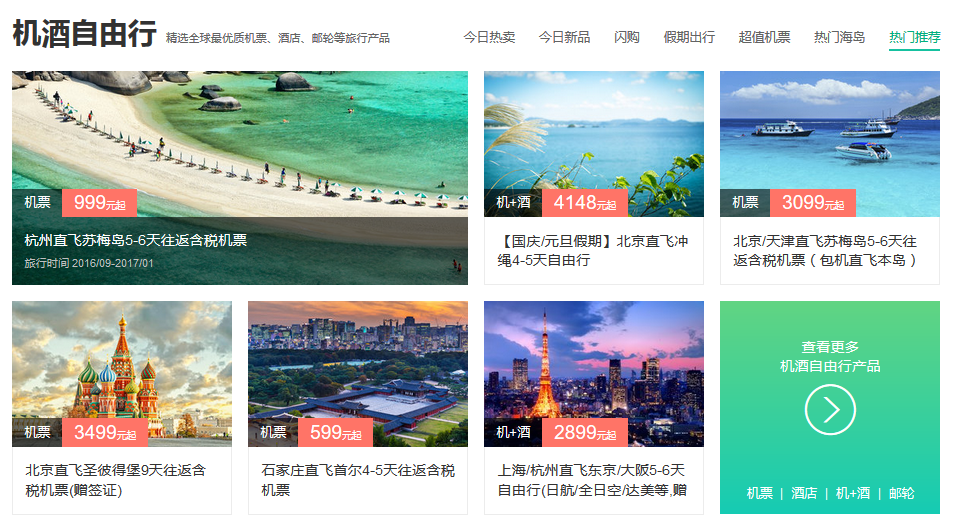 机酒自由行 精选全球最优质机票、酒店、邮轮等旅行产品 今日热卖 今日新品 闪购 假期出行 超值机票 热门海岛 热门推荐
机票 999元起
杭州直飞苏梅岛5-6天往返含税机票
旅行时间 2016/09-2017/01
机+酒 4148元起
【国庆/元旦假期】北京直飞冲
绳4-5天自由行
机票 3099元起
北京/天津直飞苏梅岛5-6天往
返含税机票（包机直飞本岛）
机票 3499元起
北京直飞圣彼得堡9天往返含
税机票(赠签证)
机票 599元起
石家庄直飞首尔4-5天往返含税
机票
机+酒 2899元起
上海/杭州直飞东京/大阪5-6天
自由行(日航/全日空/达美等,赠
查看更多
机酒自由行产品
机票 | 酒店 | 机+酒 | 邮轮